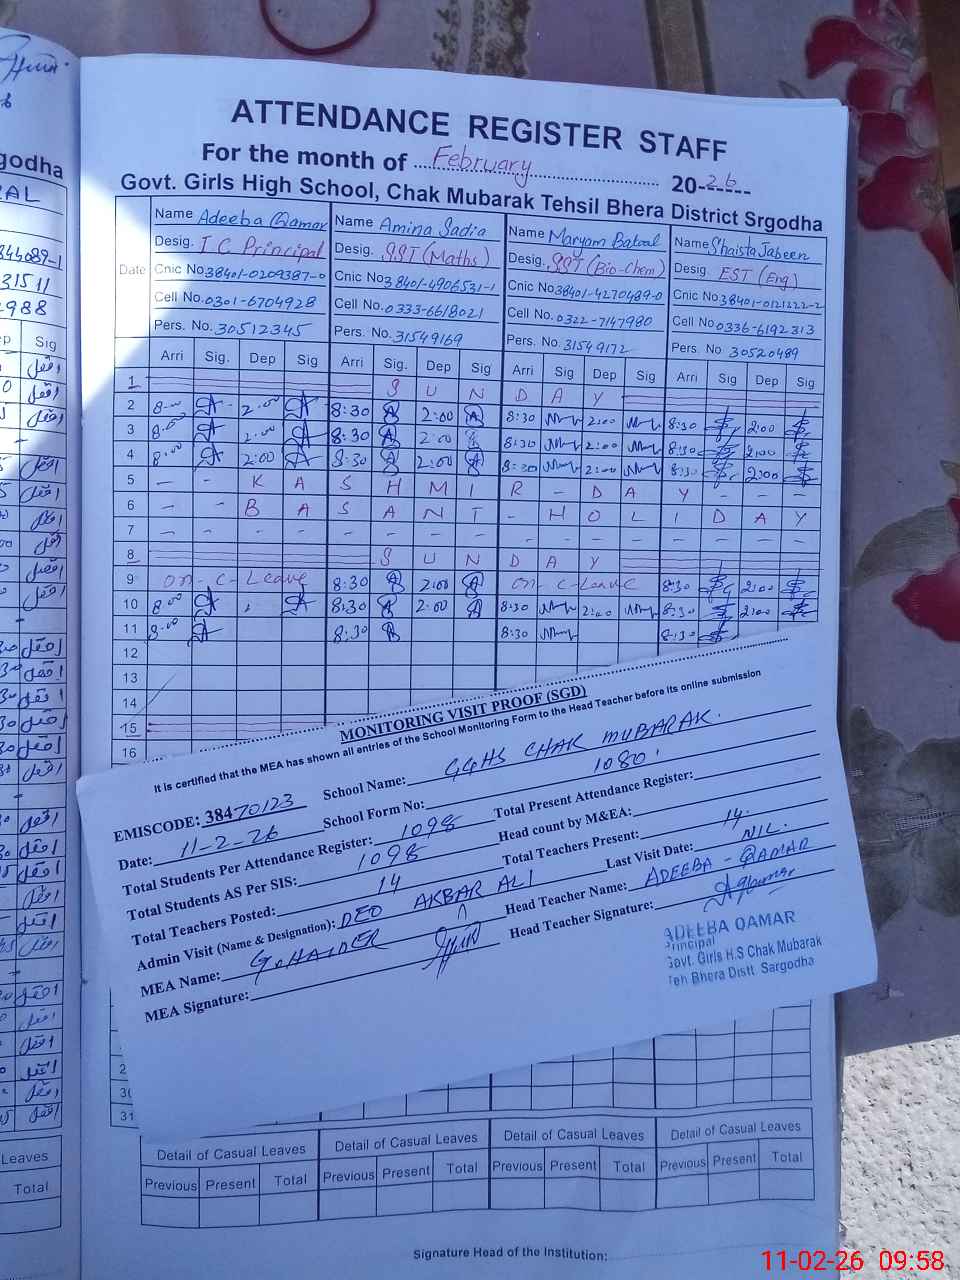 ATTENDANCE REGISTER STAFF
For the month of February 2026
Govt. Girls High School, Chak Mubarak Tehsil Bhera District Srgodha
Date
Name Adeeba Qamar Name Amina Sadia Name Maryam Batool Name Shaista Jabeen
Desig. I C Principal Desig. SST (Maths) Desig. SST (Bio-Chem) Desig. EST (Eng)
Cnic No. 38401-0209387-0 Cnic No. 38401-4906531-1 Cnic No. 38401-4270489-0 Cnic No. 38401-0121222-2
Cell No. 0301-6704928 Cell No. 0333-6618021 Cell No. 0322-7147980 Cell No. 0336-6192313
Pers. No. 30512345 Pers. No. 31549169 Pers. No. 31549172 Pers. No 30520489
Arri Sig. Dep Sig Arri Sig. Dep Sig Arri Sig Dep Sig Arri Sig Dep Sig
1 S U N D A Y
2 8-00 2.00 8:30 2:00 8:30 2:00 8:30 2:00
3 8.00 2.00 8:30 2:00 8:30 2:00 8:30 2:00
4 8.00 2:00 8:30 2:00 8:30 2:00 8:30 2:00
5 - - K A S H M I R - D A Y - - -
6 - - B A S A N T - H O L I D A Y
7 - - - - - - - - - - - - - - - -
8 S U N D A Y
9 on - C - Leave 8:30 2:00 on - C - Leave 8:30 2:00
10 8.00 8:30 2:00 8:30 2:00 8:30 2:00
11 8.00 8:30 8:30 8:30
12
13
14
15
16
MONITORING VISIT PROOF (SGD)
It is certified that the MEA has shown all entries of the School Monitoring Form to the Head Teacher before its online submission
EMISCODE: 38470123 School Name: GGHS CHAK MUBARAK.
Date: 11-2-26 School Form No: 1080
Total Students Per Attendance Register: 1098 Total Present Attendance Register:
Total Students AS Per SIS: 1098 Head count by M&EA:
Total Teachers Posted: 14 Total Teachers Present: 14.
Admin Visit (Name & Designation): DEO AKBAR ALI Last Visit Date: NIL.
MEA Name: G. HAIDER Head Teacher Name: ADEEBA - QAMAR
MEA Signature: Head Teacher Signature:
ADEEBA QAMAR
Principal
Govt. Girls H.S Chak Mubarak
Teh Bhera Distt Sargodha
30
31
Detail of Casual Leaves Detail of Casual Leaves Detail of Casual Leaves Detail of Casual Leaves
Previous Present Total Previous Present Total Previous Present Total Previous Present Total
Signature Head of the Institution:
11-02-26 09:58